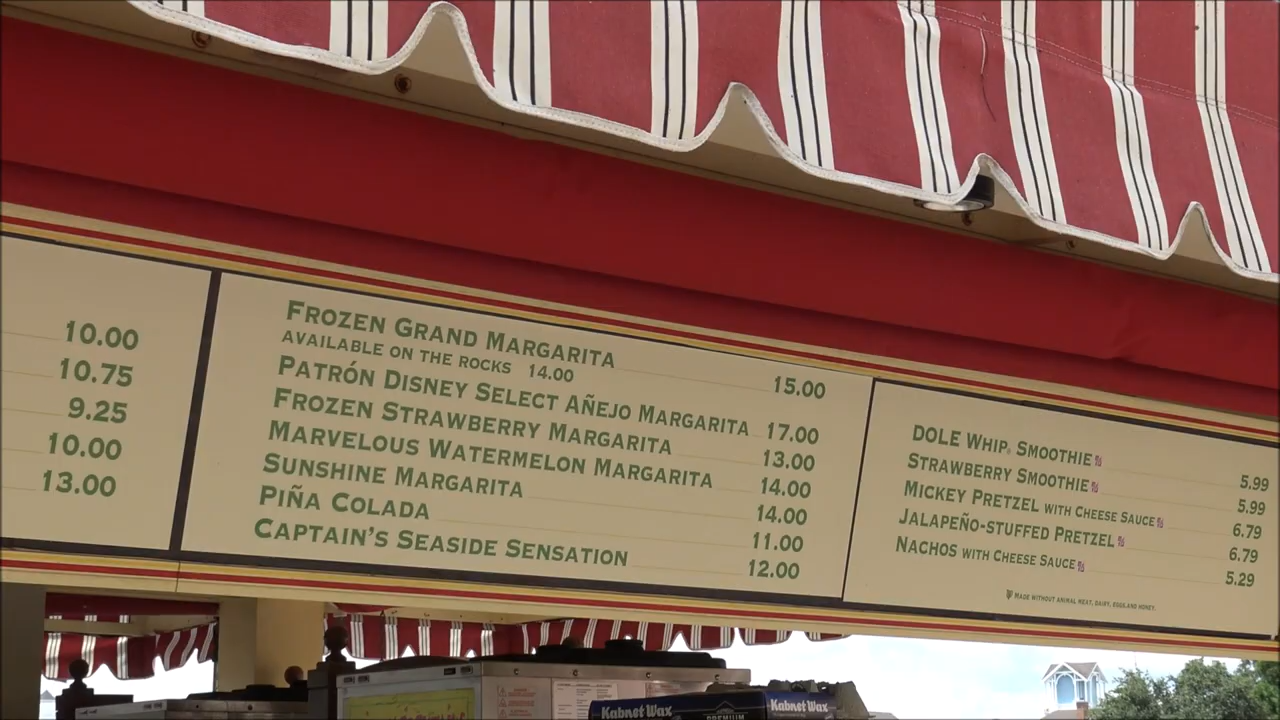 10.00
10.75
9.25
10.00
13.00
FROZEN GRAND MARGARITA 15.00
AVAILABLE ON THE ROCKS 14.00
PATRÓN DISNEY SELECT AÑEJO MARGARITA 17.00
FROZEN STRAWBERRY MARGARITA 13.00
MARVELOUS WATERMELON MARGARITA 14.00
SUNSHINE MARGARITA 14.00
PIÑA COLADA 11.00
CAPTAIN'S SEASIDE SENSATION 12.00
DOLE WHIP® SMOOTHIE 5.99
STRAWBERRY SMOOTHIE 5.99
MICKEY PRETZEL WITH CHEESE SAUCE 6.79
JALAPEÑO-STUFFED PRETZEL 6.79
NACHOS WITH CHEESE SAUCE 5.29
MADE WITHOUT ANIMAL MEAT, DAIRY, EGGS AND HONEY.
Kabnet Wax
PREMIUM
Kabnet Wax